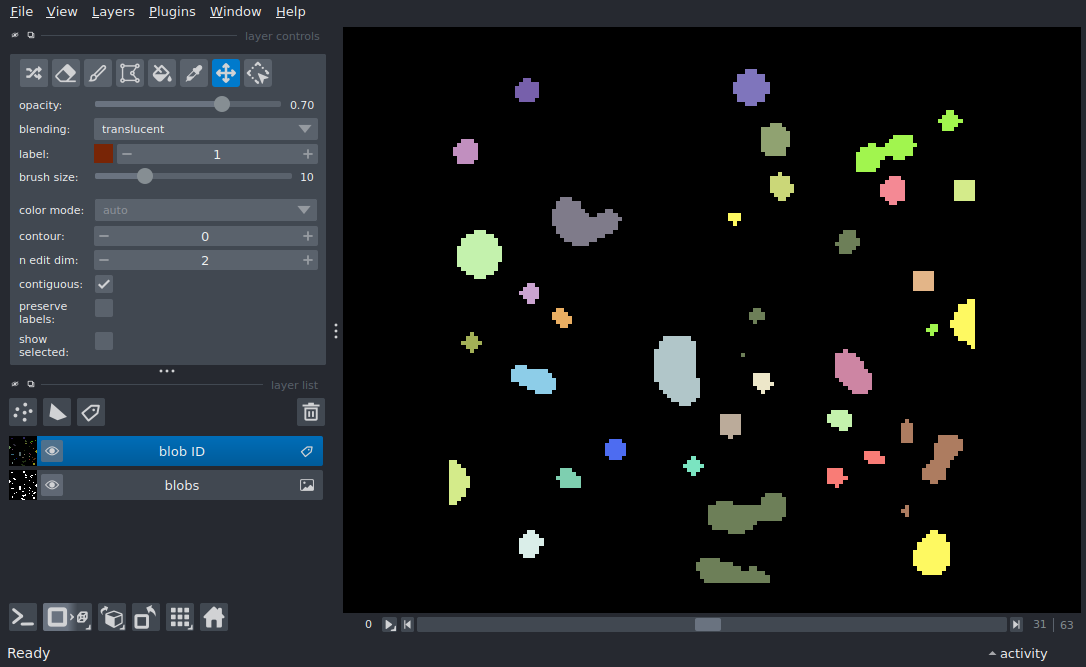 File View Layers Plugins Window Help
layer controls
opacity: 0.70
blending: translucent
label: 1
brush size: 10
color mode: auto
contour: 0
n edit dim: 2
contiguous:
preserve
labels:
show
selected:
layer list
blob ID
blobs
0 31 63
Ready activity